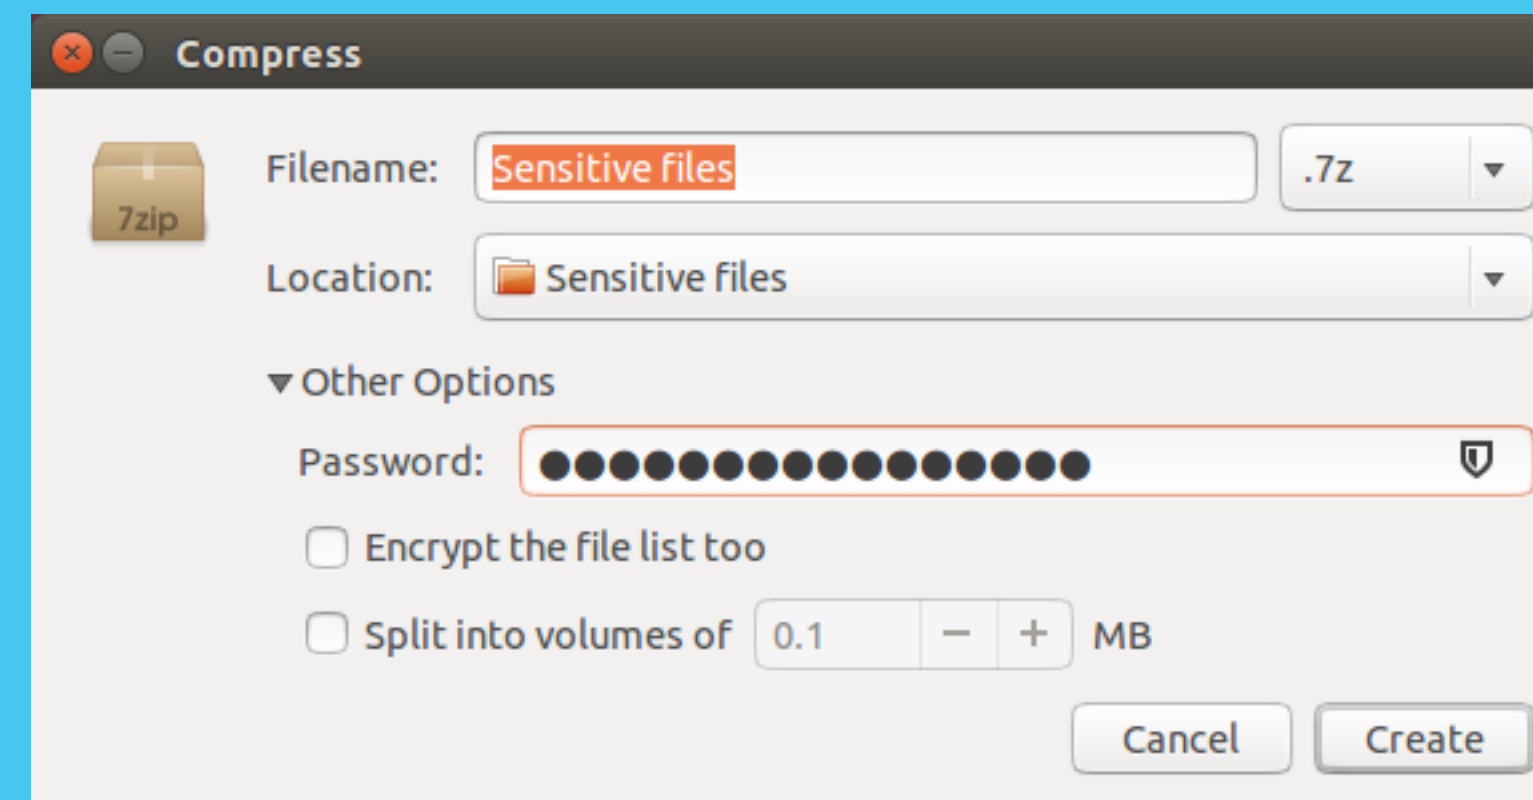 Compress
7zip
Filename: Sensitive files .7z
Location: Sensitive files
Other Options
Password: ●●●●●●●●●●●●●●●●
Encrypt the file list too
Split into volumes of 0.1 − + MB
Cancel Create